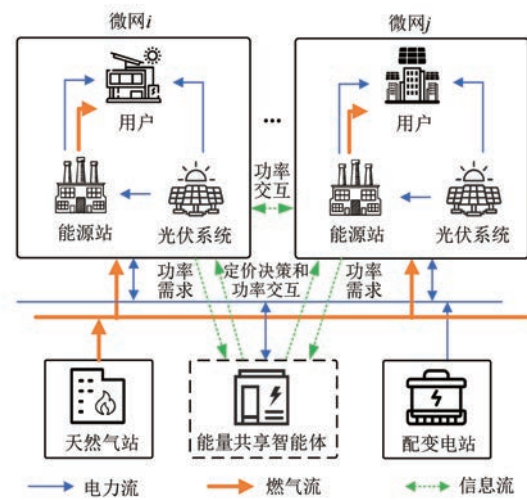 微网i
微网j
用户
用户
...
功率
交互
能源站
光伏系统
能源站
光伏系统
功率
需求
定价决策和
功率交互
功率
需求
天然气站
能量共享智能体
配变电站
电力流
燃气流
信息流